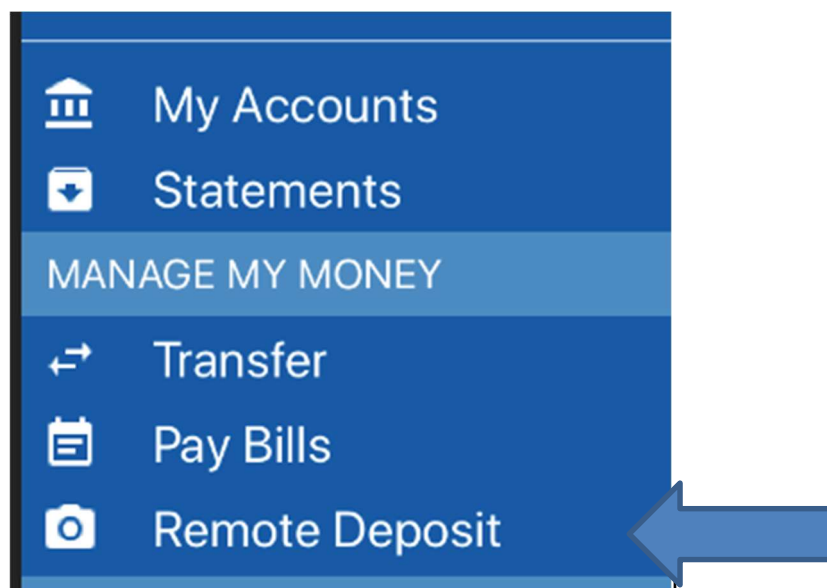 My Accounts
Statements
MANAGE MY MONEY
Transfer
Pay Bills
Remote Deposit